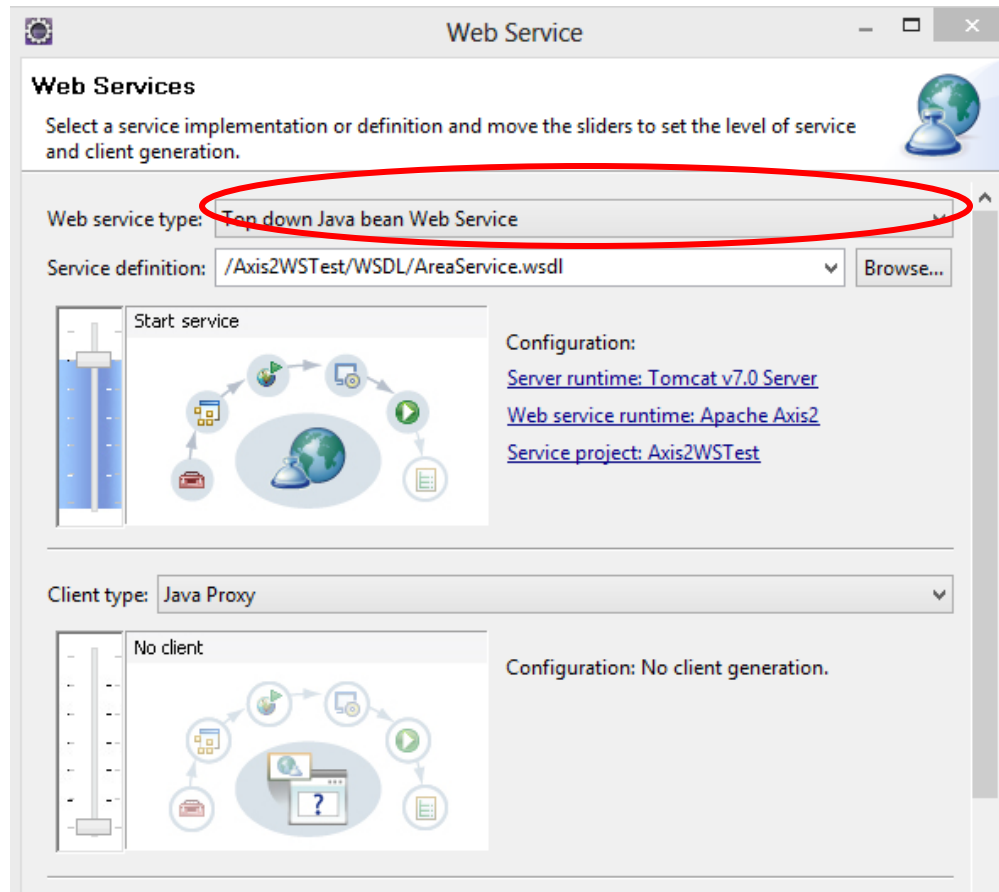 Web Service
Web Services
Select a service implementation or definition and move the sliders to set the level of service
and client generation.
Web service type: Top down Java bean Web Service
Service definition: /Axis2WSTest/WSDL/AreaService.wsdl Browse...
Start service
Configuration:
Server runtime: Tomcat v7.0 Server
Web service runtime: Apache Axis2
Service project: Axis2WSTest
Client type: Java Proxy
No client
Configuration: No client generation.
?